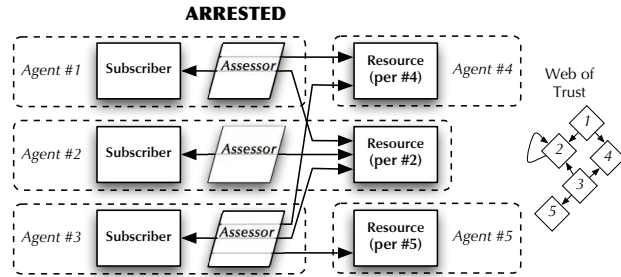 ARRESTED
Agent #1
Subscriber
Assessor
Resource
(per #4)
Agent #4
Agent #2
Subscriber
Assessor
Resource
(per #2)
Agent #3
Subscriber
Assessor
Resource
(per #5)
Agent #5
Web of
Trust
1
2
4
3
5